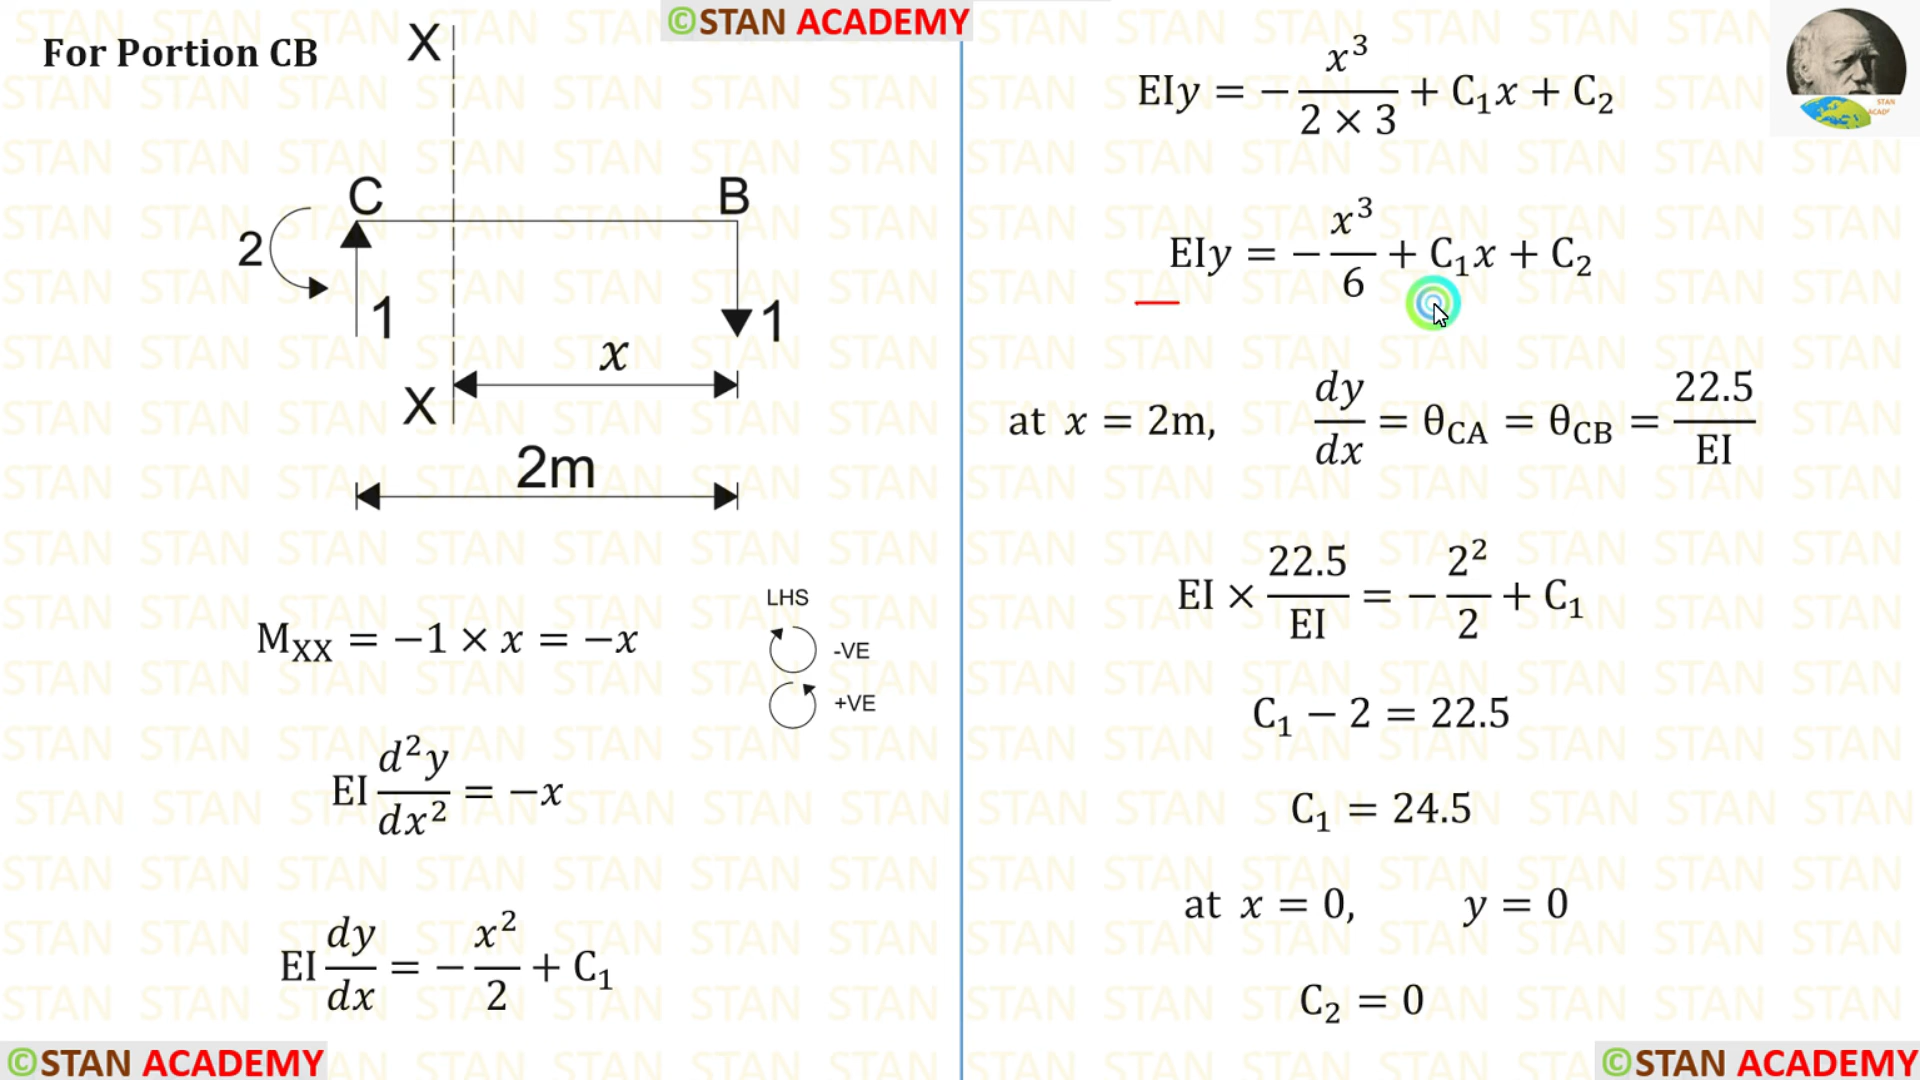 ©STAN ACADEMY
For Portion CB
X
C
B
2
1
1
x
X
2m
M_XX = −1 × x = −x
LHS
-VE
+VE
EI d²y/dx² = −x
EI dy/dx = −x²/2 + C₁
EIy = −x³/(2 × 3) + C₁x + C₂
EIy = −x³/6 + C₁x + C₂
at x = 2m, dy/dx = θ_CA = θ_CB = 22.5/EI
EI × 22.5/EI = −2²/2 + C₁
C₁ − 2 = 22.5
C₁ = 24.5
at x = 0, y = 0
C₂ = 0
©STAN ACADEMY
©STAN ACADEMY